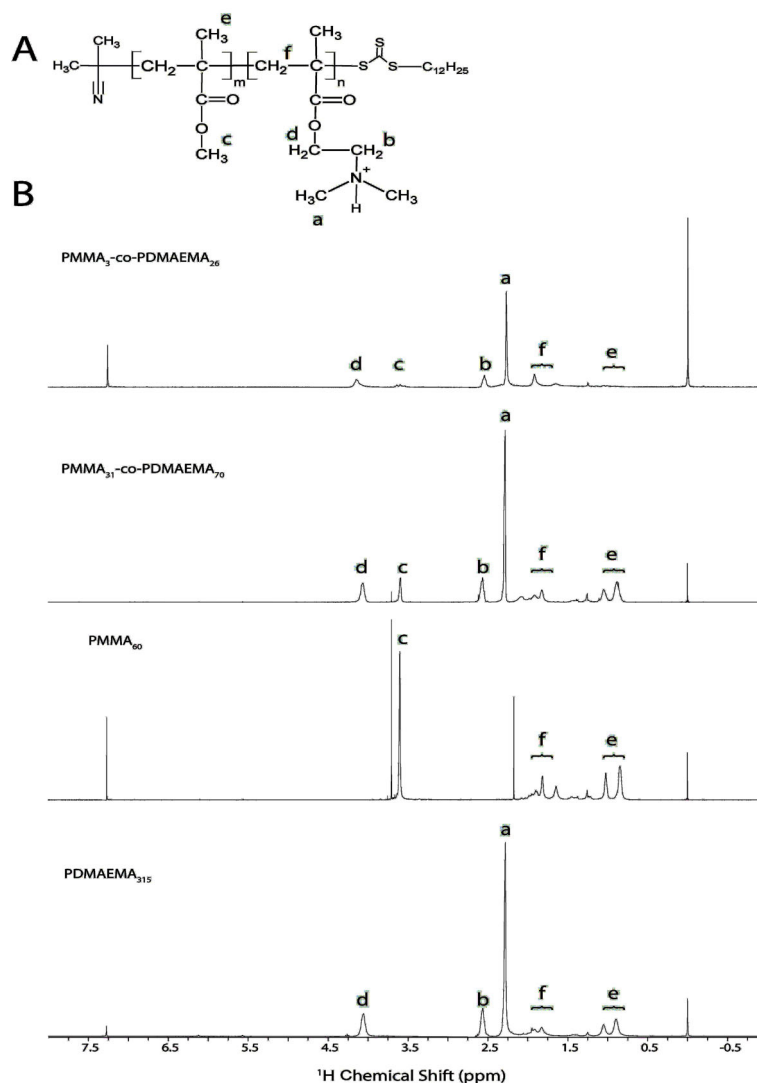 A
e
CH₃
CH₃
f
CH₃
S
H₃C
CH₂
m
CH₂
n
S
S
C₁₂H₂₅
N
C=O
C=O
O
O
CH₃
c
d
H₂C
CH₂
b
N
+
H₃C
H
CH₃
a
B
PMMA₃-co-PDMAEMA₂₆
a
d
c
b
f
e
PMMA₃₁-co-PDMAEMA₇₀
a
d
c
b
f
e
PMMA₆₀
c
f
e
PDMAEMA₃₁₅
a
d
b
f
e
7.5 6.5 5.5 4.5 3.5 2.5 1.5 0.5 -0.5
¹H Chemical Shift (ppm)